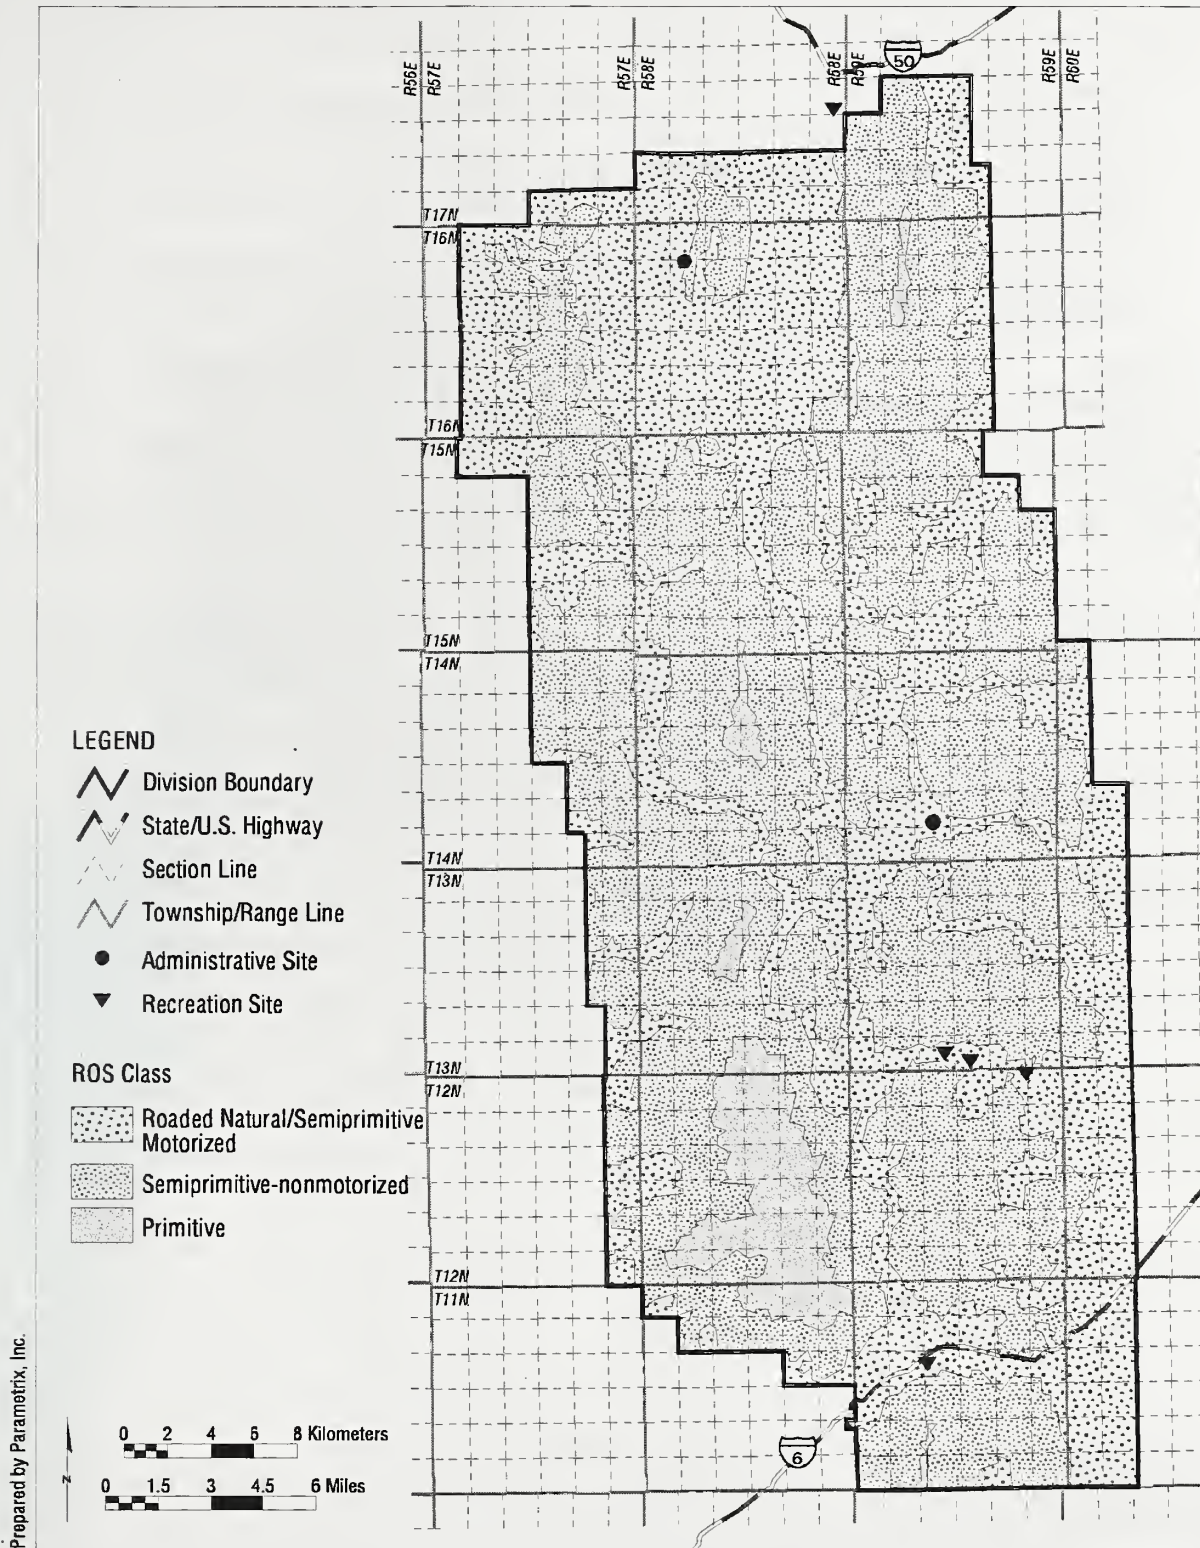 50
R56E
R57E
R57E
R58E
R58E
R59E
R59E
R60E
T17N
T16N
T16N
T15N
T15N
T14N
T14N
T13N
T13N
T12N
T12N
T11N
LEGEND
Division Boundary
State/U.S. Highway
Section Line
Township/Range Line
Administrative Site
Recreation Site
ROS Class
Roaded Natural/Semiprimitive
Motorized
Semiprimitive-nonmotorized
Primitive
0 2 4 6 8 Kilometers
0 1.5 3 4.5 6 Miles
N
6
Prepared by Parametrix, Inc.